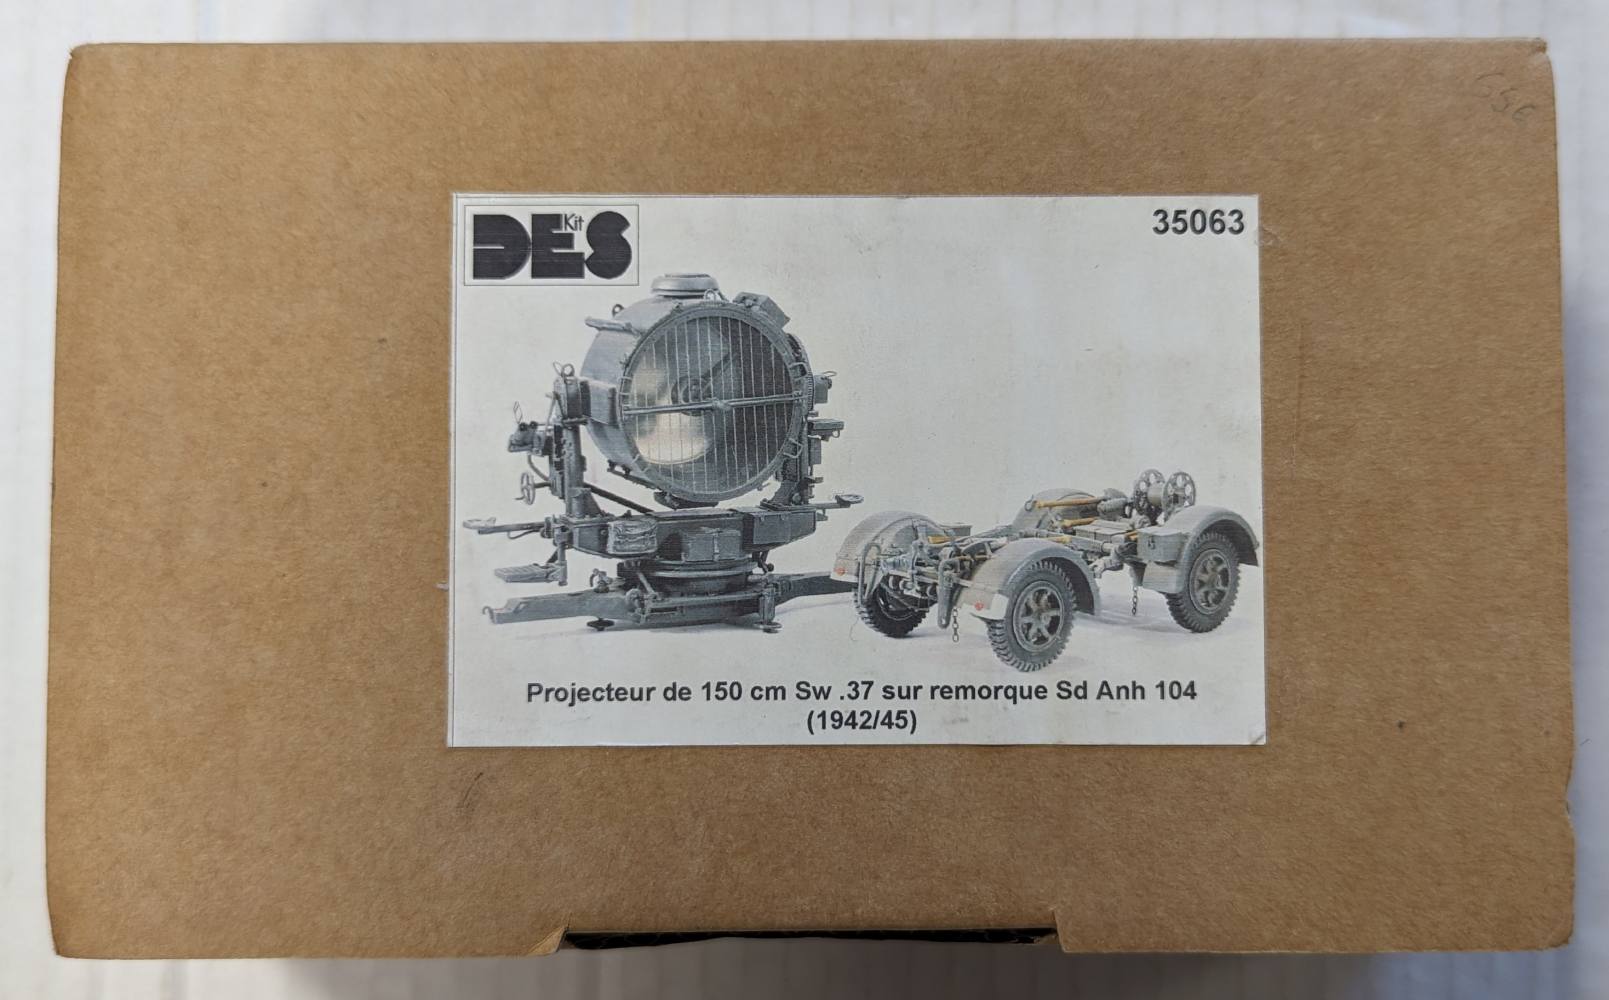 DES Kit
35063
Projecteur de 150 cm Sw .37 sur remorque Sd Anh 104
(1942/45)